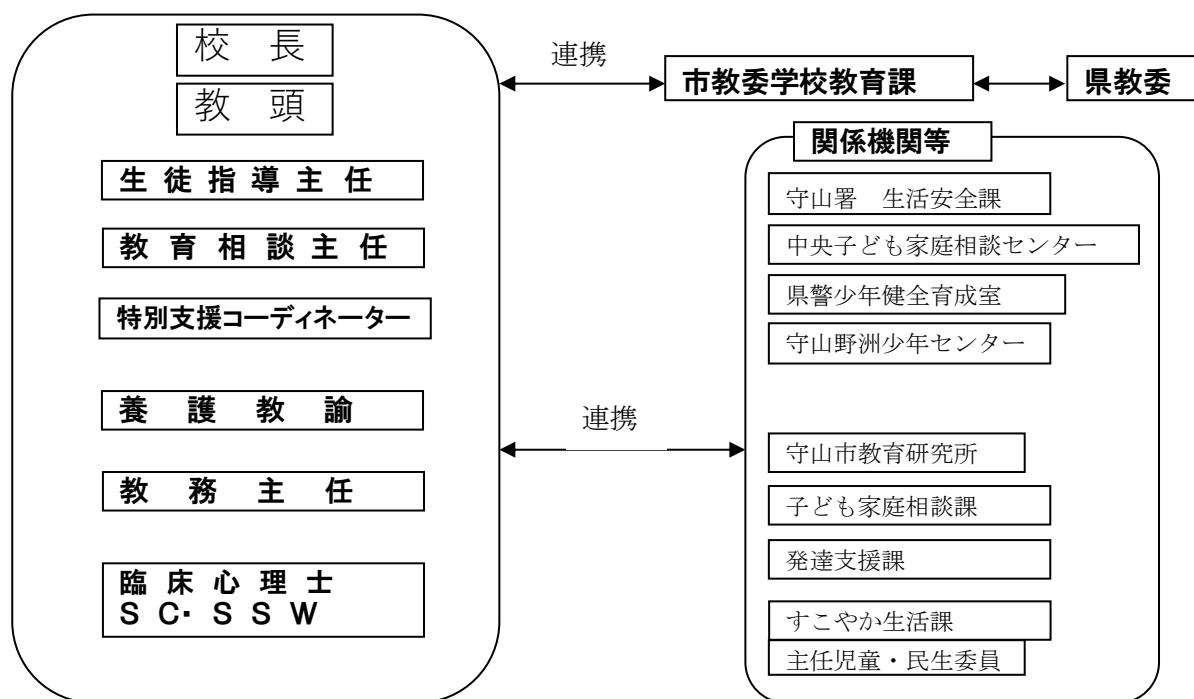 校　長
教　頭
生 徒 指 導 主 任
教 育 相 談 主 任
特別支援コーディネーター
養　護　教　諭
教　務　主　任
臨 床 心 理 士
Ｓ Ｃ・ Ｓ Ｓ Ｗ
連携
市教委学校教育課
県教委
連携
関係機関等
守山署　生活安全課
中央子ども家庭相談センター
県警少年健全育成室
守山野洲少年センター
守山市教育研究所
子ども家庭相談課
発達支援課
すこやか生活課
主任児童・民生委員